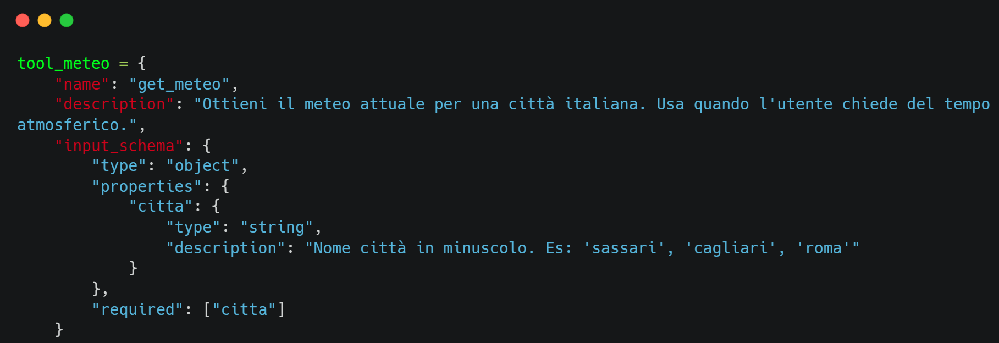 tool_meteo = {
    "name": "get_meteo",
    "description": "Ottieni il meteo attuale per una città italiana. Usa quando l'utente chiede del tempo
atmosferico.",
    "input_schema": {
        "type": "object",
        "properties": {
            "citta": {
                "type": "string",
                "description": "Nome città in minuscolo. Es: 'sassari', 'cagliari', 'roma'"
            }
        },
        "required": ["citta"]
    }